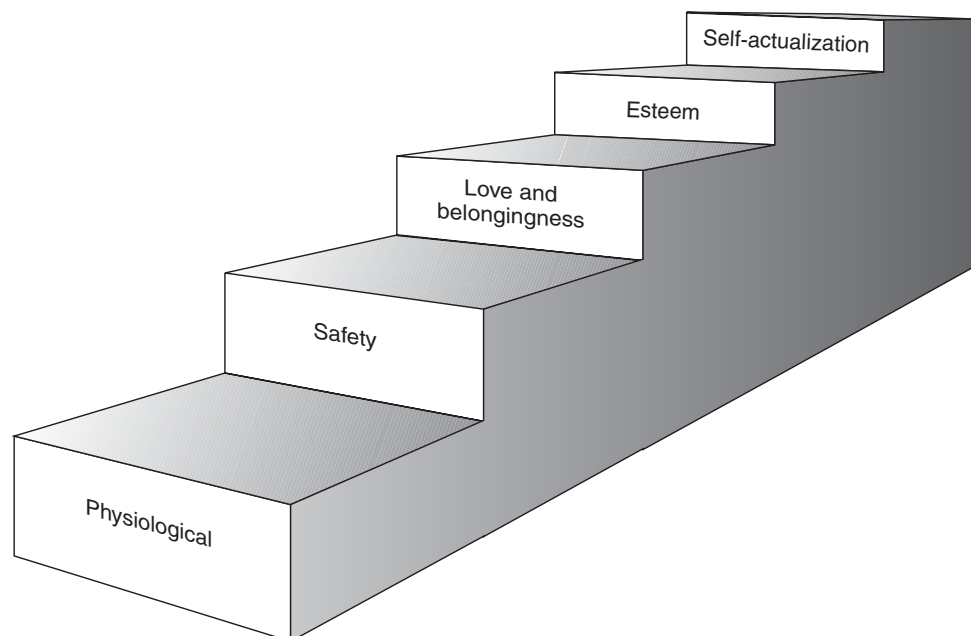 Self-actualization
Esteem
Love and
belongingness
Safety
Physiological